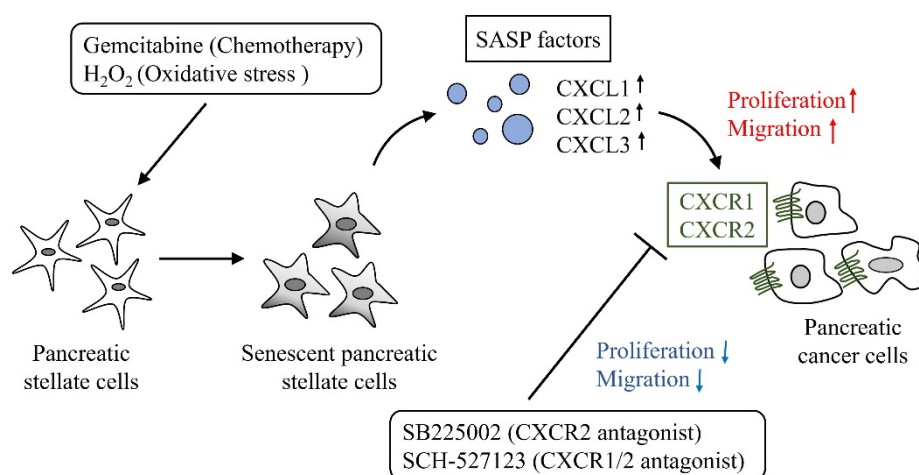 Gemcitabine (Chemotherapy)
H₂O₂ (Oxidative stress )
SASP factors
CXCL1↑
CXCL2↑
CXCL3↑
Proliferation↑
Migration↑
CXCR1
CXCR2
Pancreatic
stellate cells
Senescent pancreatic
stellate cells
Pancreatic
cancer cells
Proliferation↓
Migration↓
SB225002 (CXCR2 antagonist)
SCH-527123 (CXCR1/2 antagonist)